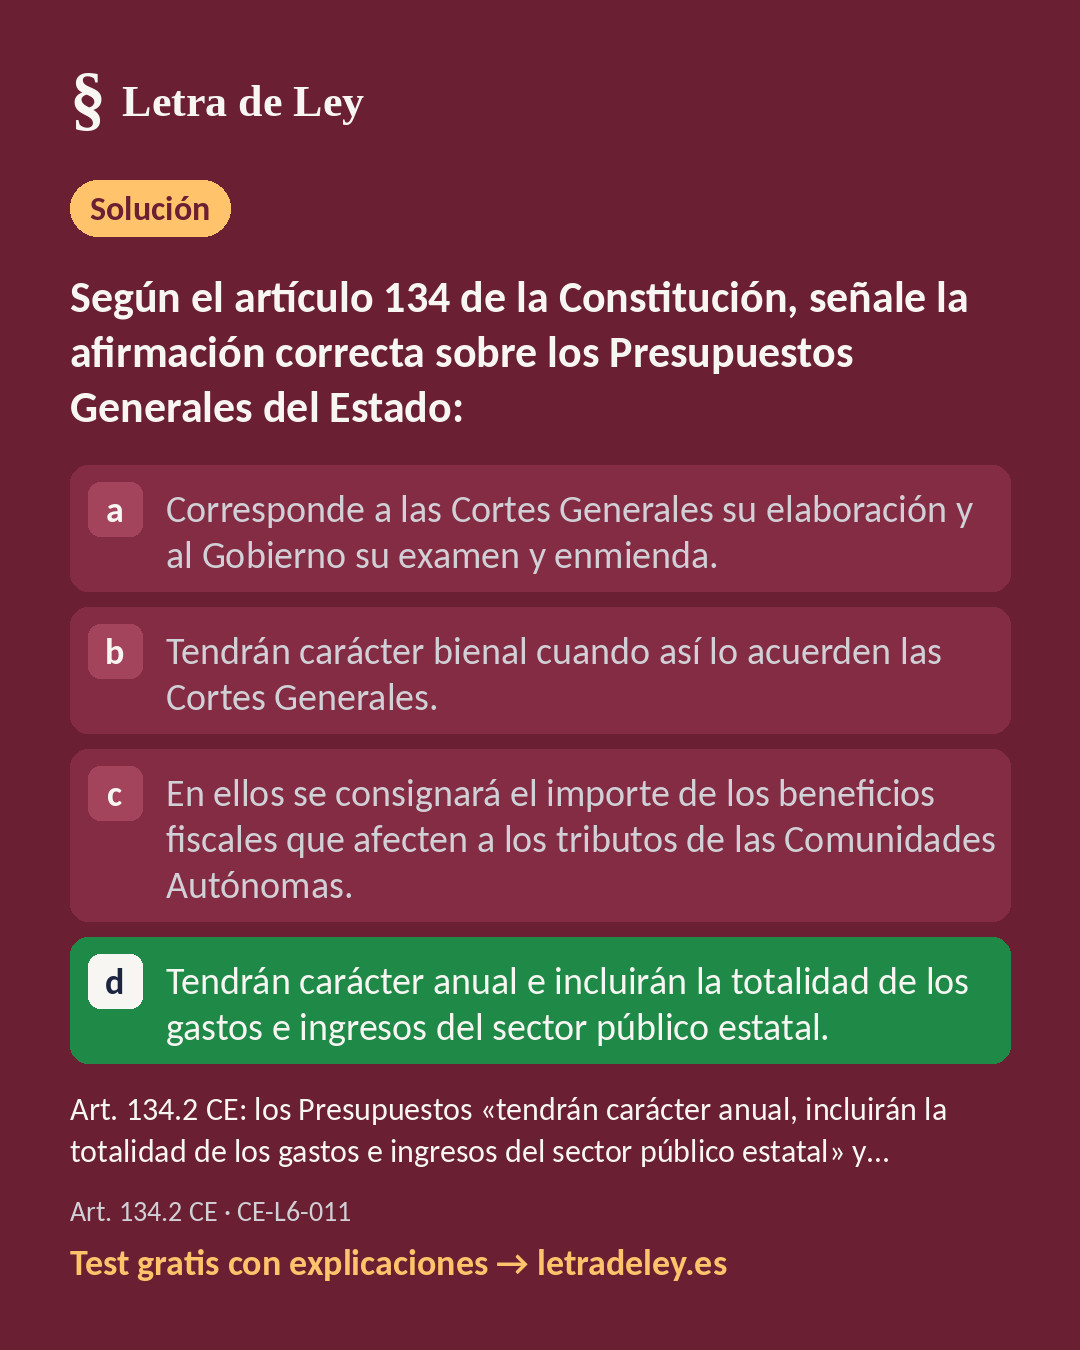 § Letra de Ley
Solución
Según el artículo 134 de la Constitución, señale la
afirmación correcta sobre los Presupuestos
Generales del Estado:
a Corresponde a las Cortes Generales su elaboración y
al Gobierno su examen y enmienda.
b Tendrán carácter bienal cuando así lo acuerden las
Cortes Generales.
c En ellos se consignará el importe de los beneficios
fiscales que afecten a los tributos de las Comunidades
Autónomas.
d Tendrán carácter anual e incluirán la totalidad de los
gastos e ingresos del sector público estatal.
Art. 134.2 CE: los Presupuestos «tendrán carácter anual, incluirán la
totalidad de los gastos e ingresos del sector público estatal» y...
Art. 134.2 CE · CE-L6-011
Test gratis con explicaciones → letradeley.es